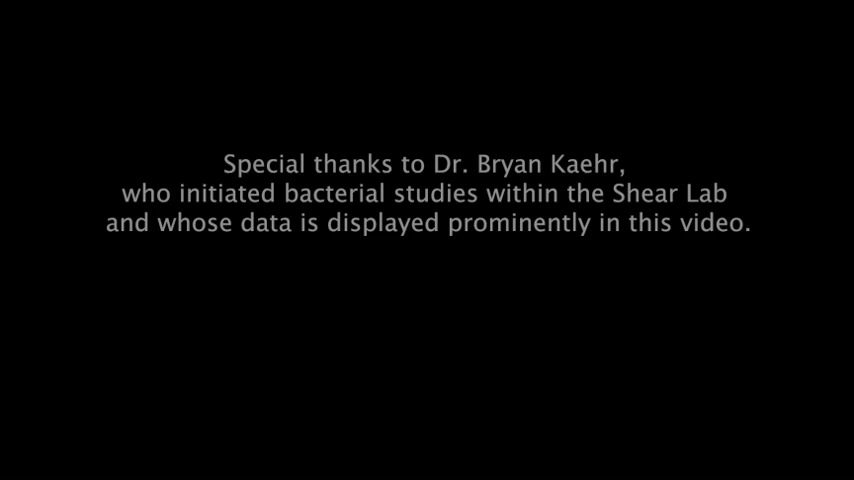 Special thanks to Dr. Bryan Kaehr,
who initiated bacterial studies within the Shear Lab
and whose data is displayed prominently in this video.